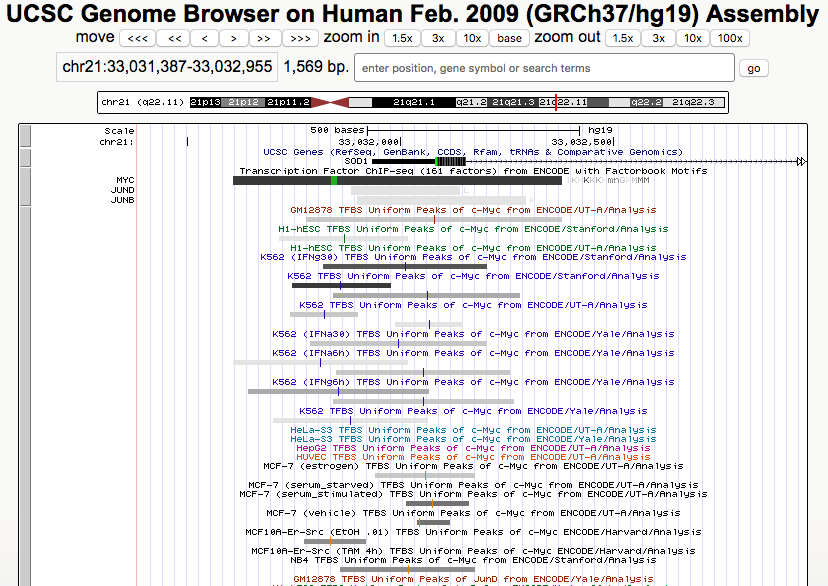 UCSC Genome Browser on Human Feb. 2009 (GRCh37/hg19) Assembly
move <<< << < > >> >>> zoom in 1.5x 3x 10x base zoom out 1.5x 3x 10x 100x
chr21:33,031,387-33,032,955 1,569 bp. enter position, gene symbol or search terms go
chr21 (q22.11) 21p13 21p12 21p11.2 21q21.1 q21.2 21q21.3 21q22.11 q22.2 21q22.3
Scale 500 bases hg19
chr21: 33,032,000 33,032,500
UCSC Genes (RefSeq, GenBank, CCDS, Rfam, tRNAs & Comparative Genomics)
SOD1
Transcription Factor ChIP-seq (161 factors) from ENCODE with Factorbook Motifs
MYC
JUND
JUNB
GM12878 TFBS Uniform Peaks of c-Myc from ENCODE/UT-A/Analysis
H1-hESC TFBS Uniform Peaks of c-Myc from ENCODE/Stanford/Analysis
H1-hESC TFBS Uniform Peaks of c-Myc from ENCODE/UT-A/Analysis
K562 (IFNg30) TFBS Uniform Peaks of c-Myc from ENCODE/Stanford/Analysis
K562 TFBS Uniform Peaks of c-Myc from ENCODE/Stanford/Analysis
K562 TFBS Uniform Peaks of c-Myc from ENCODE/UT-A/Analysis
K562 (IFNa30) TFBS Uniform Peaks of c-Myc from ENCODE/Yale/Analysis
K562 (IFNa6h) TFBS Uniform Peaks of c-Myc from ENCODE/Yale/Analysis
K562 (IFNg6h) TFBS Uniform Peaks of c-Myc from ENCODE/Yale/Analysis
K562 TFBS Uniform Peaks of c-Myc from ENCODE/Yale/Analysis
HeLa-S3 TFBS Uniform Peaks of c-Myc from ENCODE/UT-A/Analysis
HeLa-S3 TFBS Uniform Peaks of c-Myc from ENCODE/Yale/Analysis
HepG2 TFBS Uniform Peaks of c-Myc from ENCODE/UT-A/Analysis
HUVEC TFBS Uniform Peaks of c-Myc from ENCODE/UT-A/Analysis
MCF-7 (estrogen) TFBS Uniform Peaks of c-Myc from ENCODE/UT-A/Analysis
MCF-7 (serum_starved) TFBS Uniform Peaks of c-Myc from ENCODE/UT-A/Analysis
MCF-7 (serum_stimulated) TFBS Uniform Peaks of c-Myc from ENCODE/UT-A/Analysis
MCF-7 (vehicle) TFBS Uniform Peaks of c-Myc from ENCODE/UT-A/Analysis
MCF10A-Er-Src (EtOH .01) TFBS Uniform Peaks of c-Myc from ENCODE/Harvard/Analysis
MCF10A-Er-Src (TAM 4h) TFBS Uniform Peaks of c-Myc from ENCODE/Harvard/Analysis
NB4 TFBS Uniform Peaks of c-Myc from ENCODE/Stanford/Analysis
GM12878 TFBS Uniform Peaks of JunD from ENCODE/Yale/Analysis